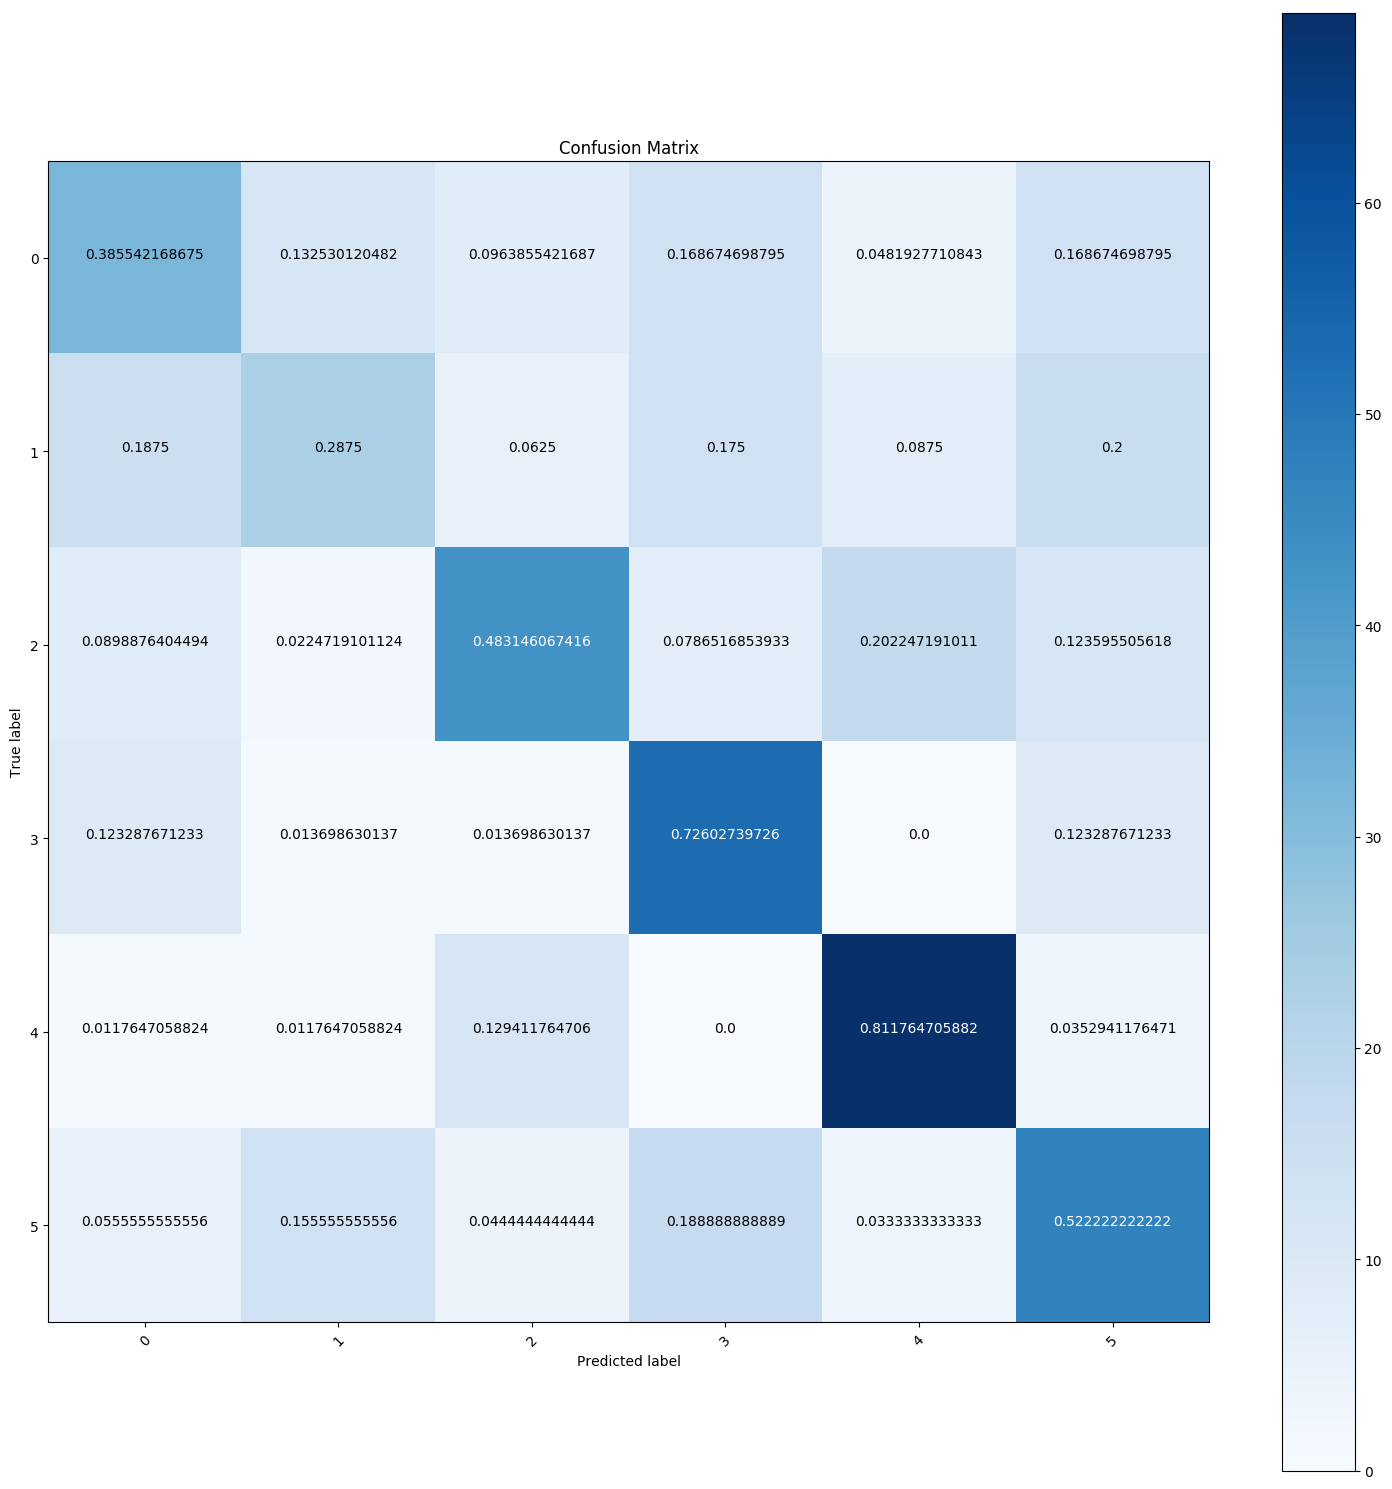 Confusion Matrix
0 0.385542168675 0.132530120482 0.0963855421687 0.168674698795 0.0481927710843 0.168674698795
1 0.1875 0.2875 0.0625 0.175 0.0875 0.2
2 0.0898876404494 0.0224719101124 0.483146067416 0.0786516853933 0.202247191011 0.123595505618
3 0.123287671233 0.013698630137 0.013698630137 0.72602739726 0.0 0.123287671233
4 0.0117647058824 0.0117647058824 0.129411764706 0.0 0.811764705882 0.0352941176471
5 0.0555555555556 0.155555555556 0.0444444444444 0.188888888889 0.0333333333333 0.522222222222
0 1 2 3 4 5
Predicted label
True label
60
50
40
30
20
10
0